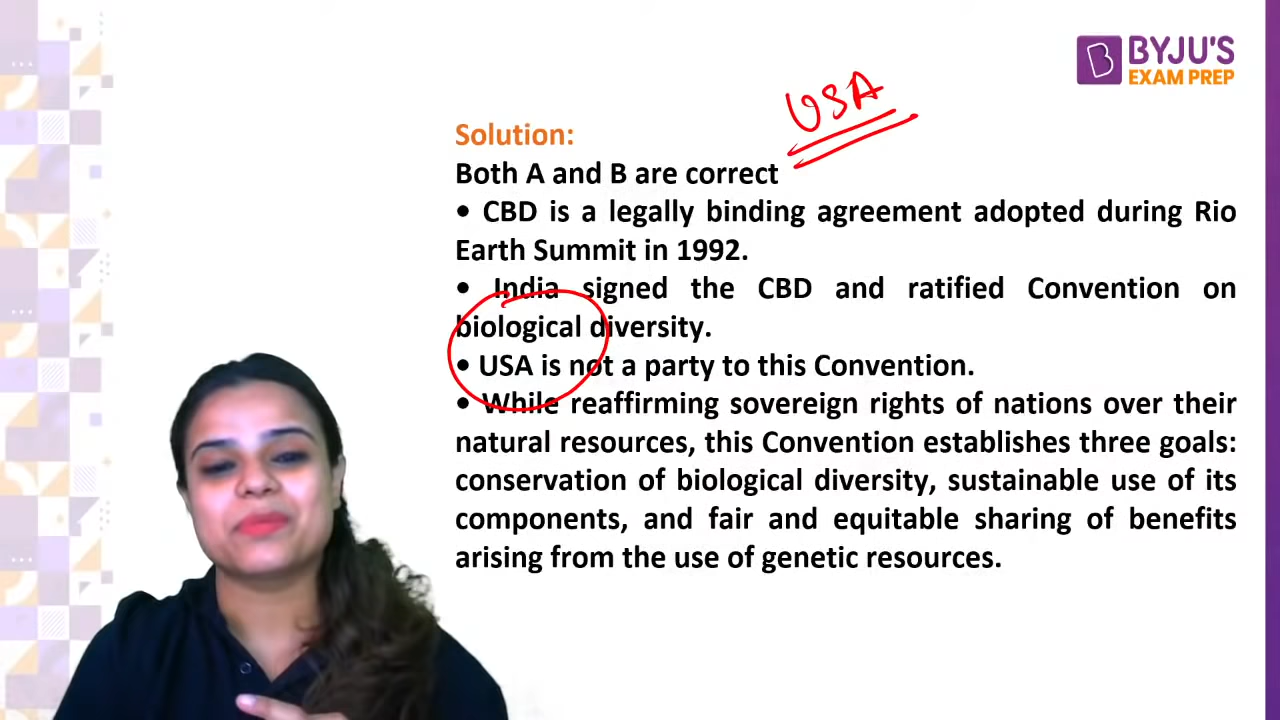 BYJU'S
EXAM PREP
USA
Solution:
Both A and B are correct
• CBD is a legally binding agreement adopted during Rio
Earth Summit in 1992.
• India signed the CBD and ratified Convention on
biological diversity.
• USA is not a party to this Convention.
• While reaffirming sovereign rights of nations over their
natural resources, this Convention establishes three goals:
conservation of biological diversity, sustainable use of its
components, and fair and equitable sharing of benefits
arising from the use of genetic resources.